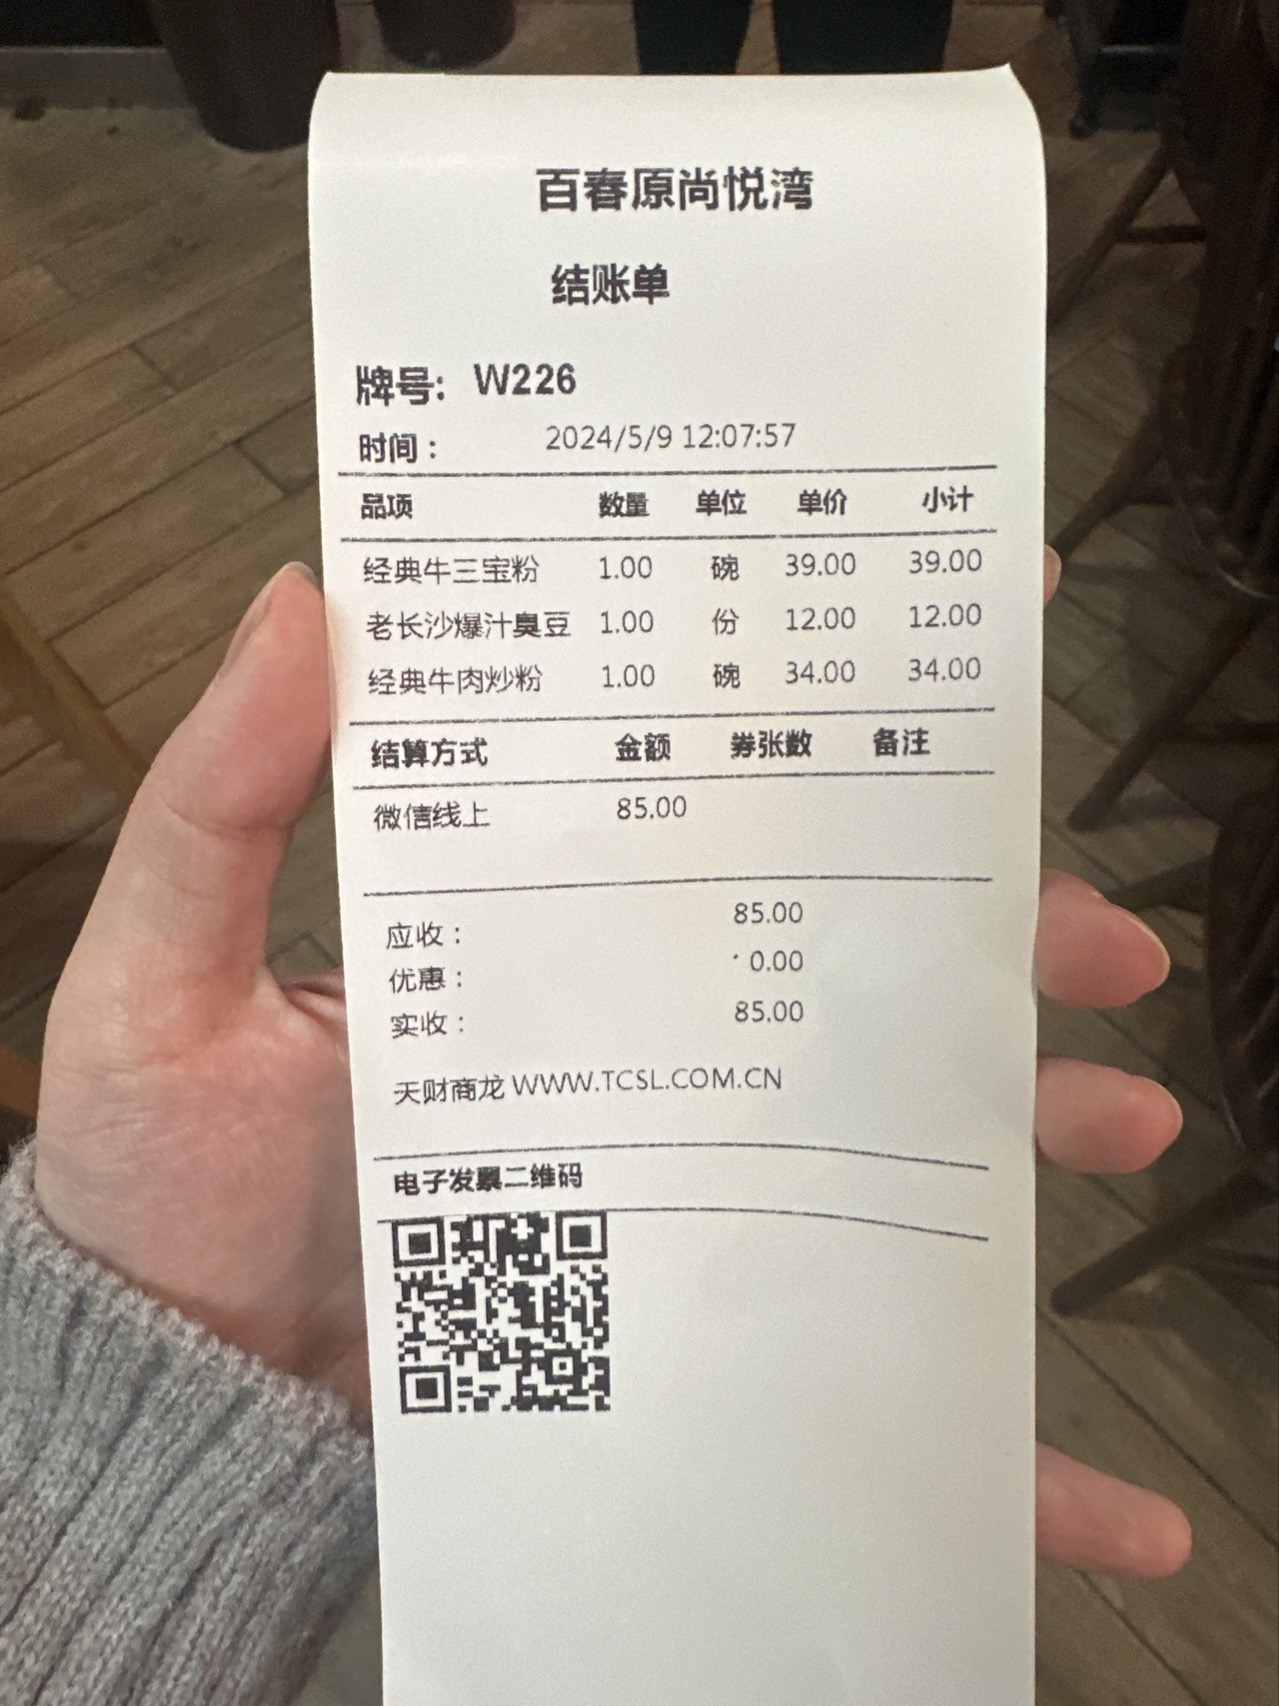 百春原尚悦湾
结账单
牌号: W226
时间： 2024/5/9 12:07:57
品项 数量 单位 单价 小计
经典牛三宝粉 1.00 碗 39.00 39.00
老长沙爆汁臭豆 1.00 份 12.00 12.00
经典牛肉炒粉 1.00 碗 34.00 34.00
结算方式 金额 券张数 备注
微信线上 85.00
应收： 85.00
优惠： 0.00
实收： 85.00
天财商龙 WWW.TCSL.COM.CN
电子发票二维码